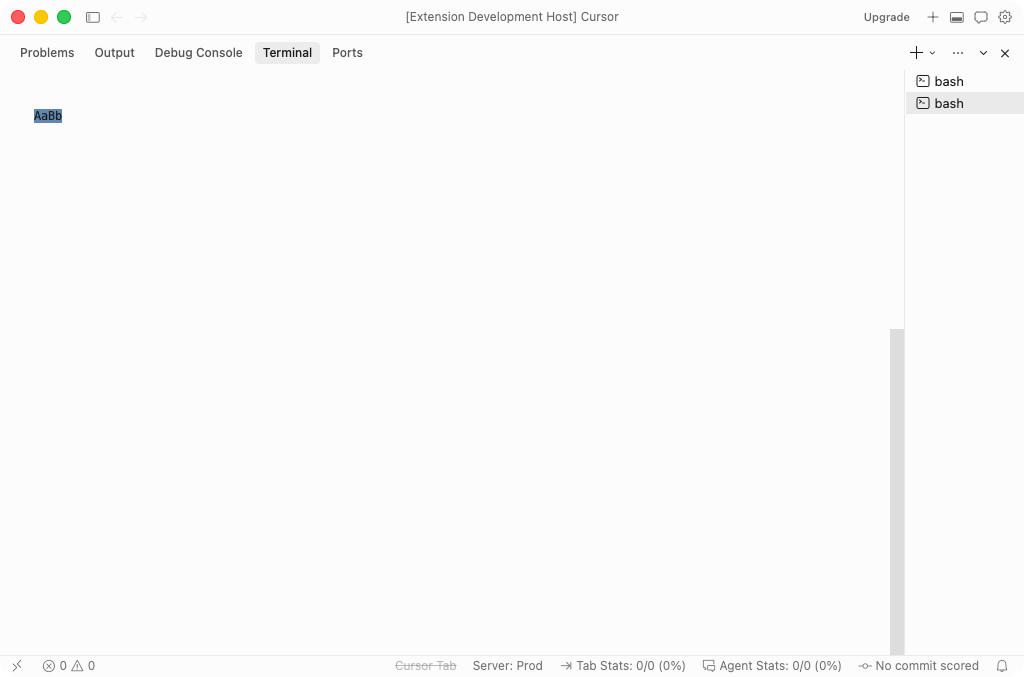 [Extension Development Host] Cursor
Upgrade
Problems Output Debug Console Terminal Ports
bash
bash
AaBb
0 0 Cursor Tab Server: Prod Tab Stats: 0/0 (0%) Agent Stats: 0/0 (0%) No commit scored